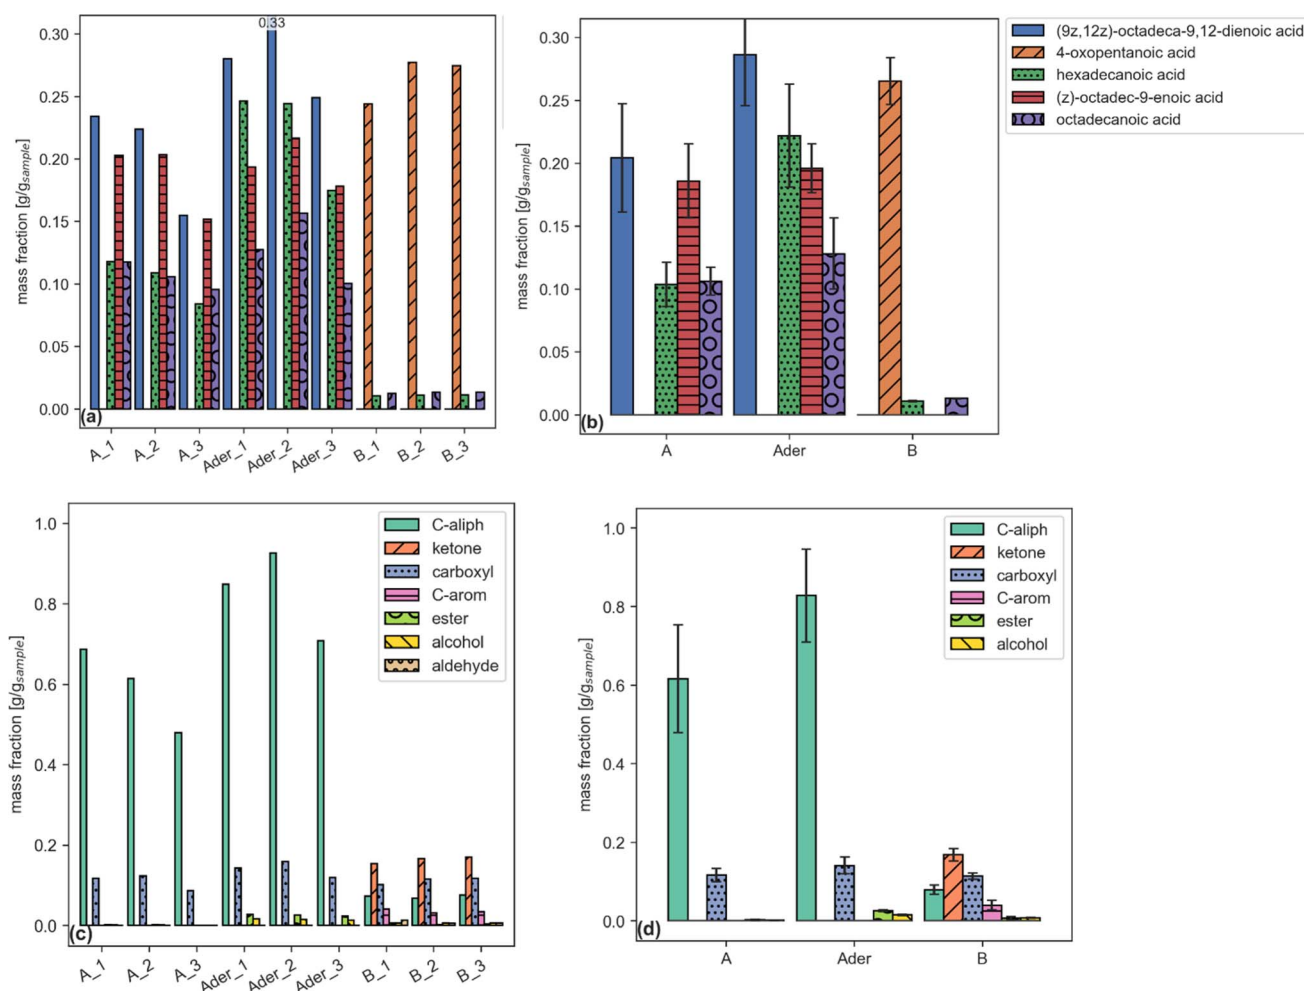 0.33
mass fraction [g/g_sample]
0.30
0.25
0.20
0.15
0.10
0.05
0.00
(a)
A_1
A_2
A_3
Ader_1
Ader_2
Ader_3
B_1
B_2
B_3
mass fraction [g/g_sample]
0.30
0.25
0.20
0.15
0.10
0.05
0.00
(b)
A
Ader
B
(9z,12z)-octadeca-9,12-dienoic acid
4-oxopentanoic acid
hexadecanoic acid
(z)-octadec-9-enoic acid
octadecanoic acid
mass fraction [g/g_sample]
1.0
0.8
0.6
0.4
0.2
0.0
(c)
C-aliph
ketone
carboxyl
C-arom
ester
alcohol
aldehyde
A_1
A_2
A_3
Ader_1
Ader_2
Ader_3
B_1
B_2
B_3
mass fraction [g/g_sample]
1.0
0.8
0.6
0.4
0.2
0.0
(d)
C-aliph
ketone
carboxyl
C-arom
ester
alcohol
A
Ader
B